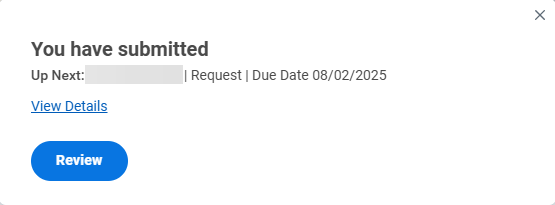 You have submitted
Up Next: | Request | Due Date 08/02/2025
View Details
Review